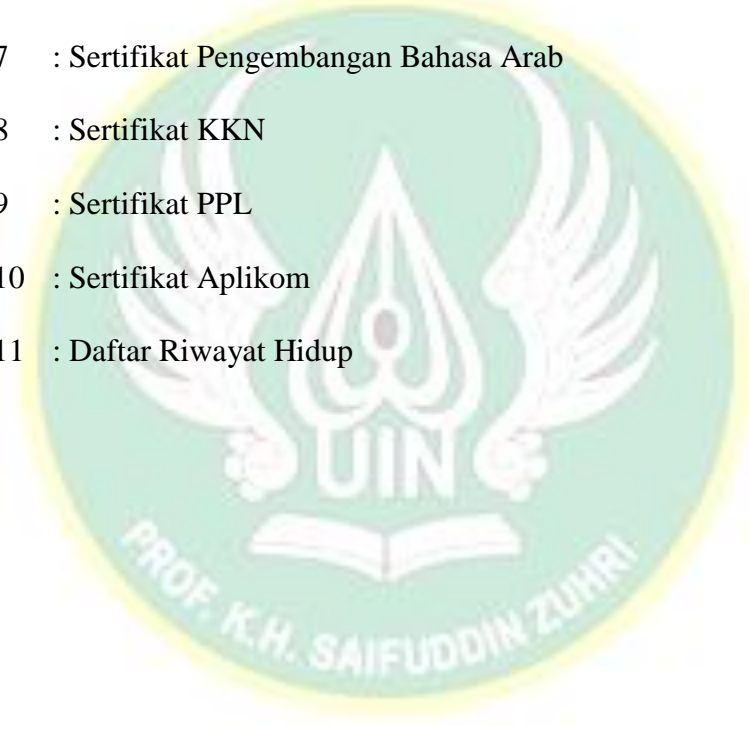 7 : Sertifikat Pengembangan Bahasa Arab
8 : Sertifikat KKN
9 : Sertifikat PPL
10 : Sertifikat Aplikom
11 : Daftar Riwayat Hidup
UIN
PROF. K.H. SAIFUDDIN ZUHRI